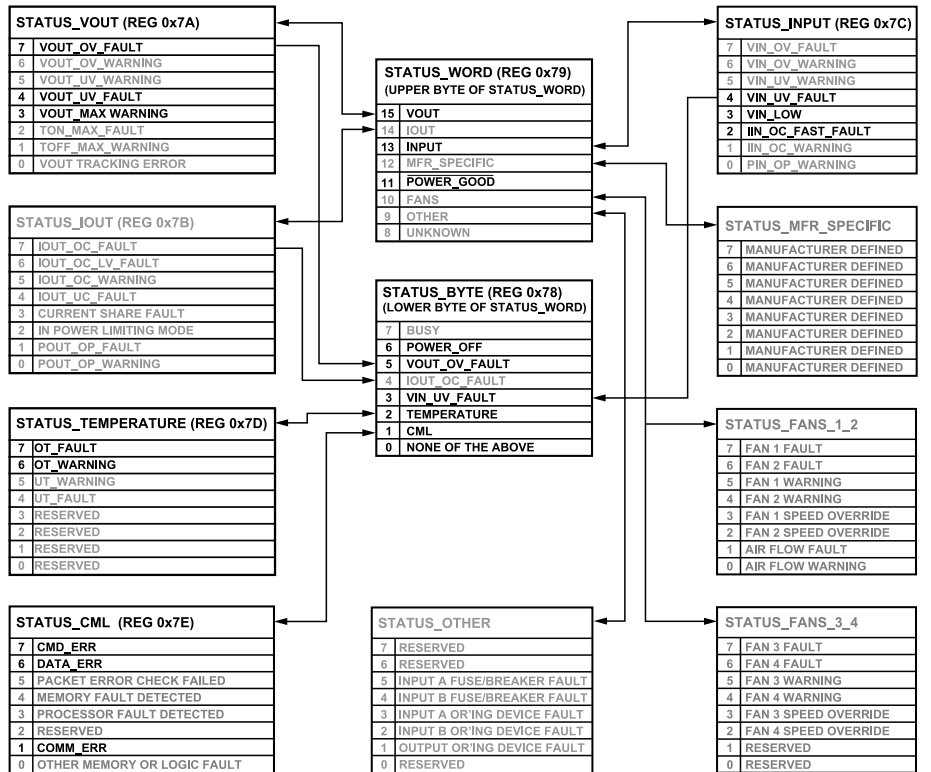 STATUS_VOUT (REG 0x7A)
7 VOUT_OV_FAULT
6 VOUT_OV_WARNING
5 VOUT_UV_WARNING
4 VOUT_UV_FAULT
3 VOUT_MAX WARNING
2 TON_MAX_FAULT
1 TOFF_MAX_WARNING
0 VOUT TRACKING ERROR
STATUS_IOUT (REG 0x7B)
7 IOUT_OC_FAULT
6 IOUT_OC_LV_FAULT
5 IOUT_OC_WARNING
4 IOUT_UC_FAULT
3 CURRENT SHARE FAULT
2 IN POWER LIMITING MODE
1 POUT_OP_FAULT
0 POUT_OP_WARNING
STATUS_TEMPERATURE (REG 0x7D)
7 OT_FAULT
6 OT_WARNING
5 UT_WARNING
4 UT_FAULT
3 RESERVED
2 RESERVED
1 RESERVED
0 RESERVED
STATUS_CML (REG 0x7E)
7 CMD_ERR
6 DATA_ERR
5 PACKET ERROR CHECK FAILED
4 MEMORY FAULT DETECTED
3 PROCESSOR FAULT DETECTED
2 RESERVED
1 COMM_ERR
0 OTHER MEMORY OR LOGIC FAULT
STATUS_WORD (REG 0x79)
(UPPER BYTE OF STATUS_WORD)
15 VOUT
14 IOUT
13 INPUT
12 MFR_SPECIFIC
11 POWER_GOOD
10 FANS
9 OTHER
8 UNKNOWN
STATUS_BYTE (REG 0x78)
(LOWER BYTE OF STATUS_WORD)
7 BUSY
6 POWER_OFF
5 VOUT_OV_FAULT
4 IOUT_OC_FAULT
3 VIN_UV_FAULT
2 TEMPERATURE
1 CML
0 NONE OF THE ABOVE
STATUS_OTHER
7 RESERVED
6 RESERVED
5 INPUT A FUSE/BREAKER FAULT
4 INPUT B FUSE/BREAKER FAULT
3 INPUT A OR'ING DEVICE FAULT
2 INPUT B OR'ING DEVICE FAULT
1 OUTPUT OR'ING DEVICE FAULT
0 RESERVED
STATUS_INPUT (REG 0x7C)
7 VIN_OV_FAULT
6 VIN_OV_WARNING
5 VIN_UV_WARNING
4 VIN_UV_FAULT
3 VIN_LOW
2 IIN_OC_FAST_FAULT
1 IIN_OC_WARNING
0 PIN_OP_WARNING
STATUS_MFR_SPECIFIC
7 MANUFACTURER DEFINED
6 MANUFACTURER DEFINED
5 MANUFACTURER DEFINED
4 MANUFACTURER DEFINED
3 MANUFACTURER DEFINED
2 MANUFACTURER DEFINED
1 MANUFACTURER DEFINED
0 MANUFACTURER DEFINED
STATUS_FANS_1_2
7 FAN 1 FAULT
6 FAN 2 FAULT
5 FAN 1 WARNING
4 FAN 2 WARNING
3 FAN 1 SPEED OVERRIDE
2 FAN 2 SPEED OVERRIDE
1 AIR FLOW FAULT
0 AIR FLOW WARNING
STATUS_FANS_3_4
7 FAN 3 FAULT
6 FAN 4 FAULT
5 FAN 3 WARNING
4 FAN 4 WARNING
3 FAN 3 SPEED OVERRIDE
2 FAN 4 SPEED OVERRIDE
1 RESERVED
0 RESERVED